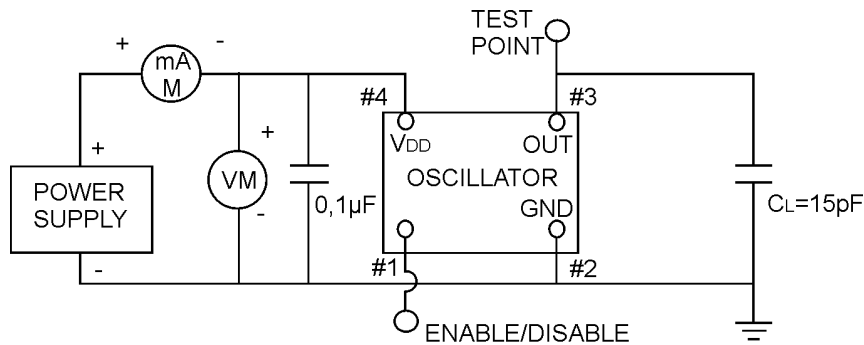 TEST
POINT
+ -
mA
M
#4 #3
+
VDD OUT
+
POWER
SUPPLY
VM
0,1µF
OSCILLATOR
-
GND
CL=15pF
-
#1 #2
ENABLE/DISABLE